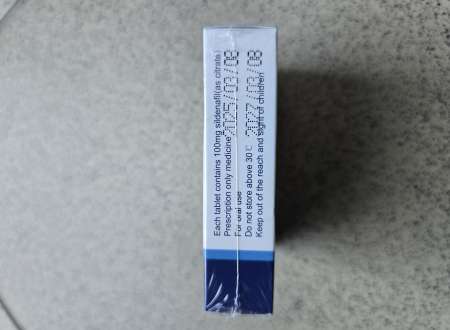 Each tablet contains 100mg sildenafil(as citrate)
Prescription only medicine
For oral use
Do not store above 30℃
Keep out of the reach and sight of children
2025/03/08
2027/03/08